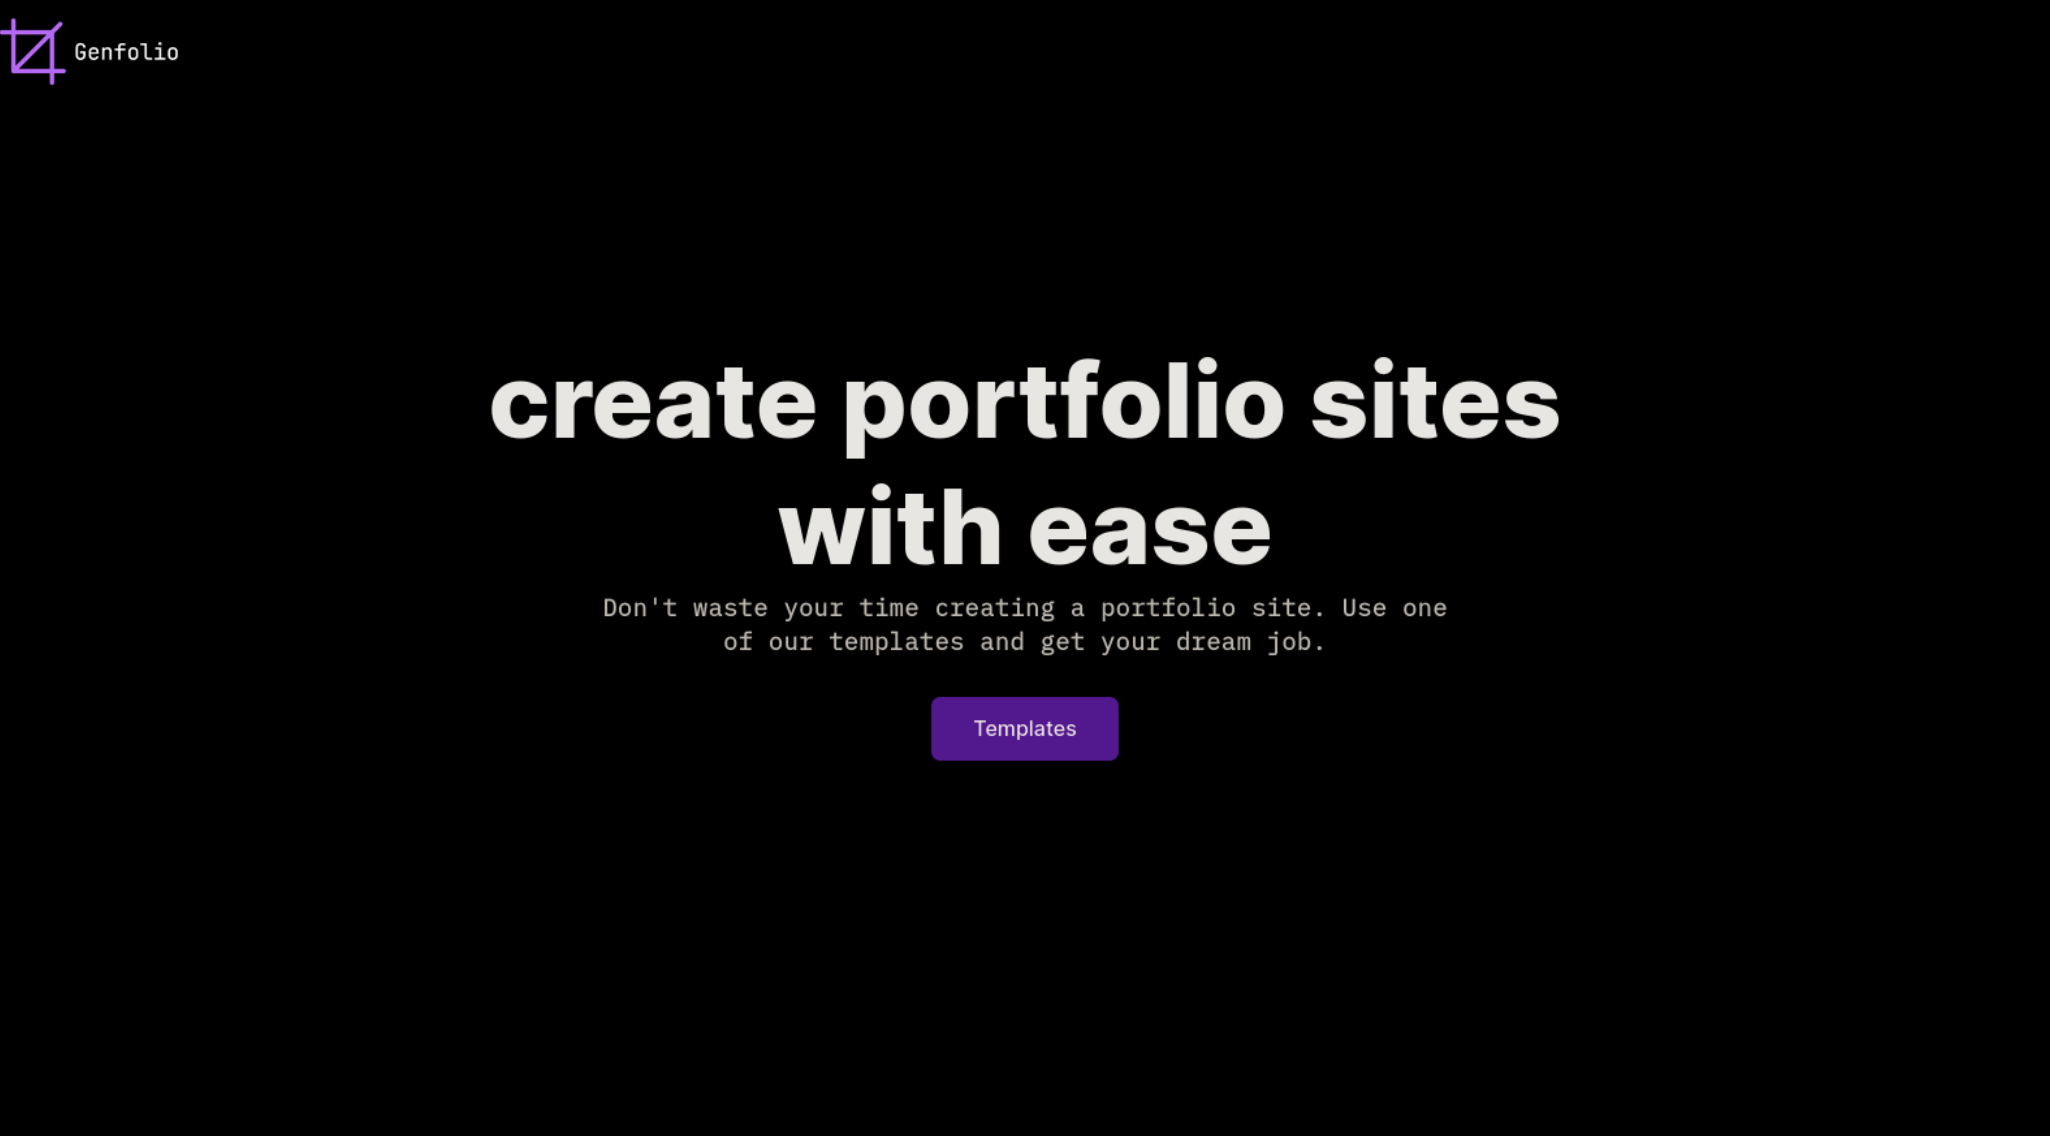 Genfolio
create portfolio sites
with ease
Don't waste your time creating a portfolio site. Use one
of our templates and get your dream job.
Templates